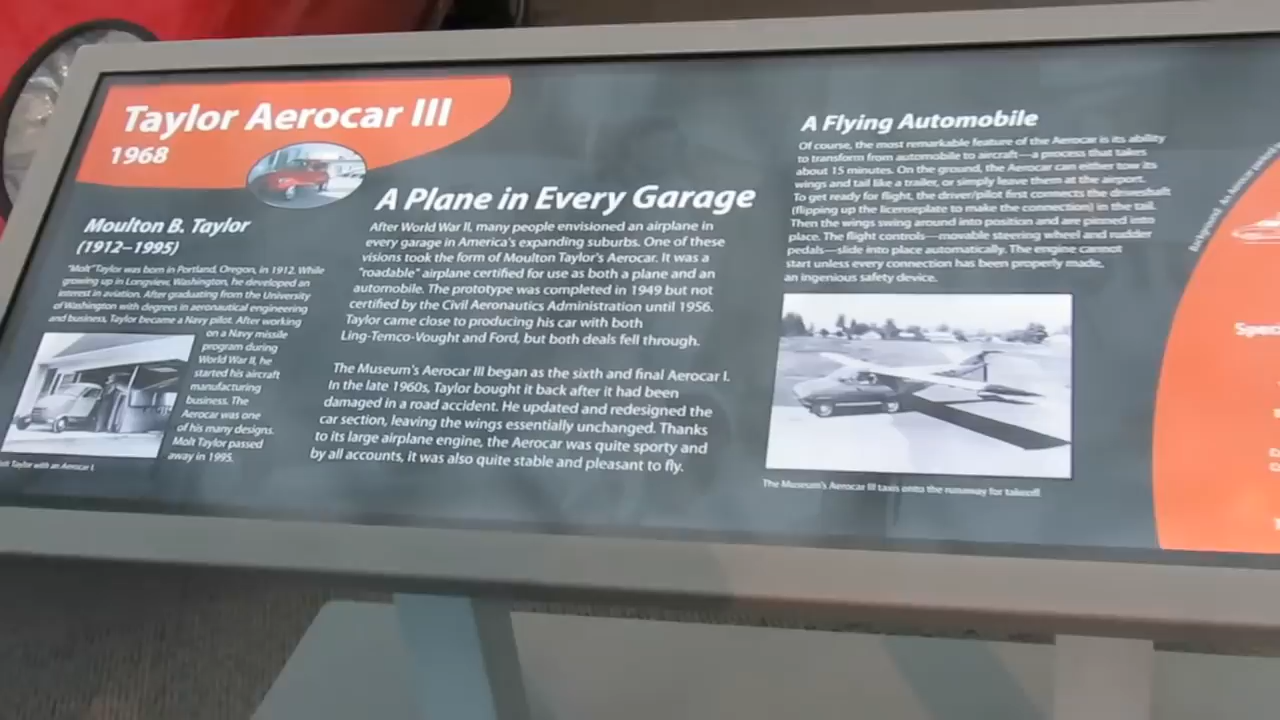 Taylor Aerocar III
1968
Moulton B. Taylor
(1912–1995)
"Molt" Taylor was born in Portland, Oregon, in 1912. While
growing up in Longview, Washington, he developed an
interest in aviation. After graduating from the University
of Washington with degrees in aeronautical engineering
and business, Taylor became a Navy pilot. After working
on a Navy missile
program during
World War II, he
started his aircraft
manufacturing
business. The
Aerocar was one
of his many designs.
Molt Taylor passed
away in 1995.
Taylor with an Aerocar I.
A Plane in Every Garage
After World War II, many people envisioned an airplane in
every garage in America's expanding suburbs. One of these
visions took the form of Moulton Taylor's Aerocar. It was a
"roadable" airplane certified for use as both a plane and an
automobile. The prototype was completed in 1949 but not
certified by the Civil Aeronautics Administration until 1956.
Taylor came close to producing his car with both
Ling-Temco-Vought and Ford, but both deals fell through.
The Museum's Aerocar III began as the sixth and final Aerocar I.
In the late 1960s, Taylor bought it back after it had been
damaged in a road accident. He updated and redesigned the
car section, leaving the wings essentially unchanged. Thanks
to its large airplane engine, the Aerocar was quite sporty and
by all accounts, it was also quite stable and pleasant to fly.
A Flying Automobile
Of course, the most remarkable feature of the Aerocar is its ability
to transform from automobile to aircraft—a process that takes
about 15 minutes. On the ground, the Aerocar can either tow its
wings and tail like a trailer, or simply leave them at the airport.
To get ready for flight, the driver/pilot first connects the driveshaft
(flipping up the licenseplate to make the connection) in the tail.
Then the wings swing around into position and are pinned into
place. The flight controls—movable steering wheel and rudder
pedals—slide into place automatically. The engine cannot
start unless every connection has been properly made,
an ingenious safety device.
The Museum's Aerocar III taxis onto the runway for takeoff.
Background: An Aerocar
Spec